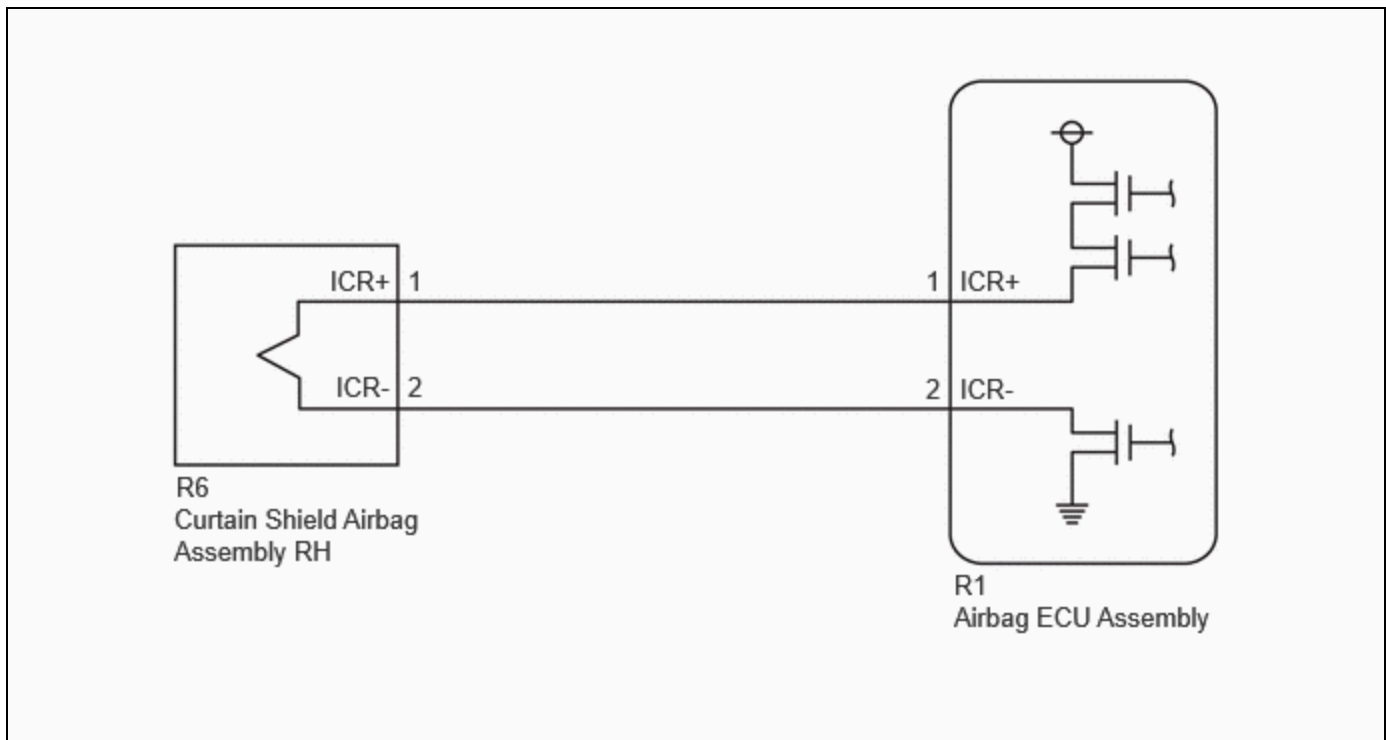 ICR+ 1
1 ICR+
ICR- 2
2 ICR-
R6
Curtain Shield Airbag
Assembly RH
R1
Airbag ECU Assembly